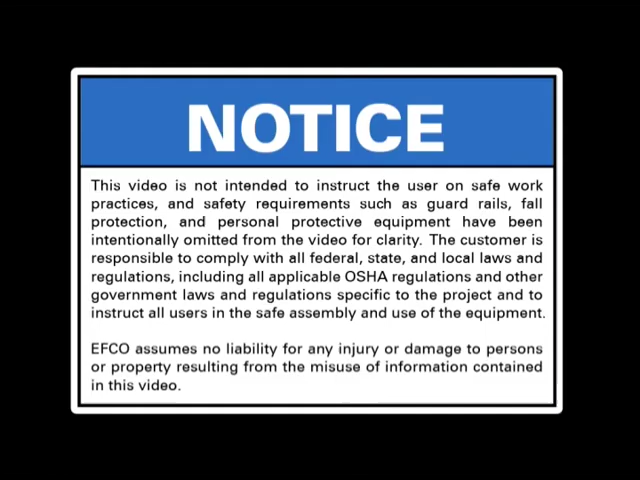 NOTICE
This video is not intended to instruct the user on safe work
practices, and safety requirements such as guard rails, fall
protection, and personal protective equipment have been
intentionally omitted from the video for clarity. The customer is
responsible to comply with all federal, state, and local laws and
regulations, including all applicable OSHA regulations and other
government laws and regulations specific to the project and to
instruct all users in the safe assembly and use of the equipment.
EFCO assumes no liability for any injury or damage to persons
or property resulting from the misuse of information contained
in this video.